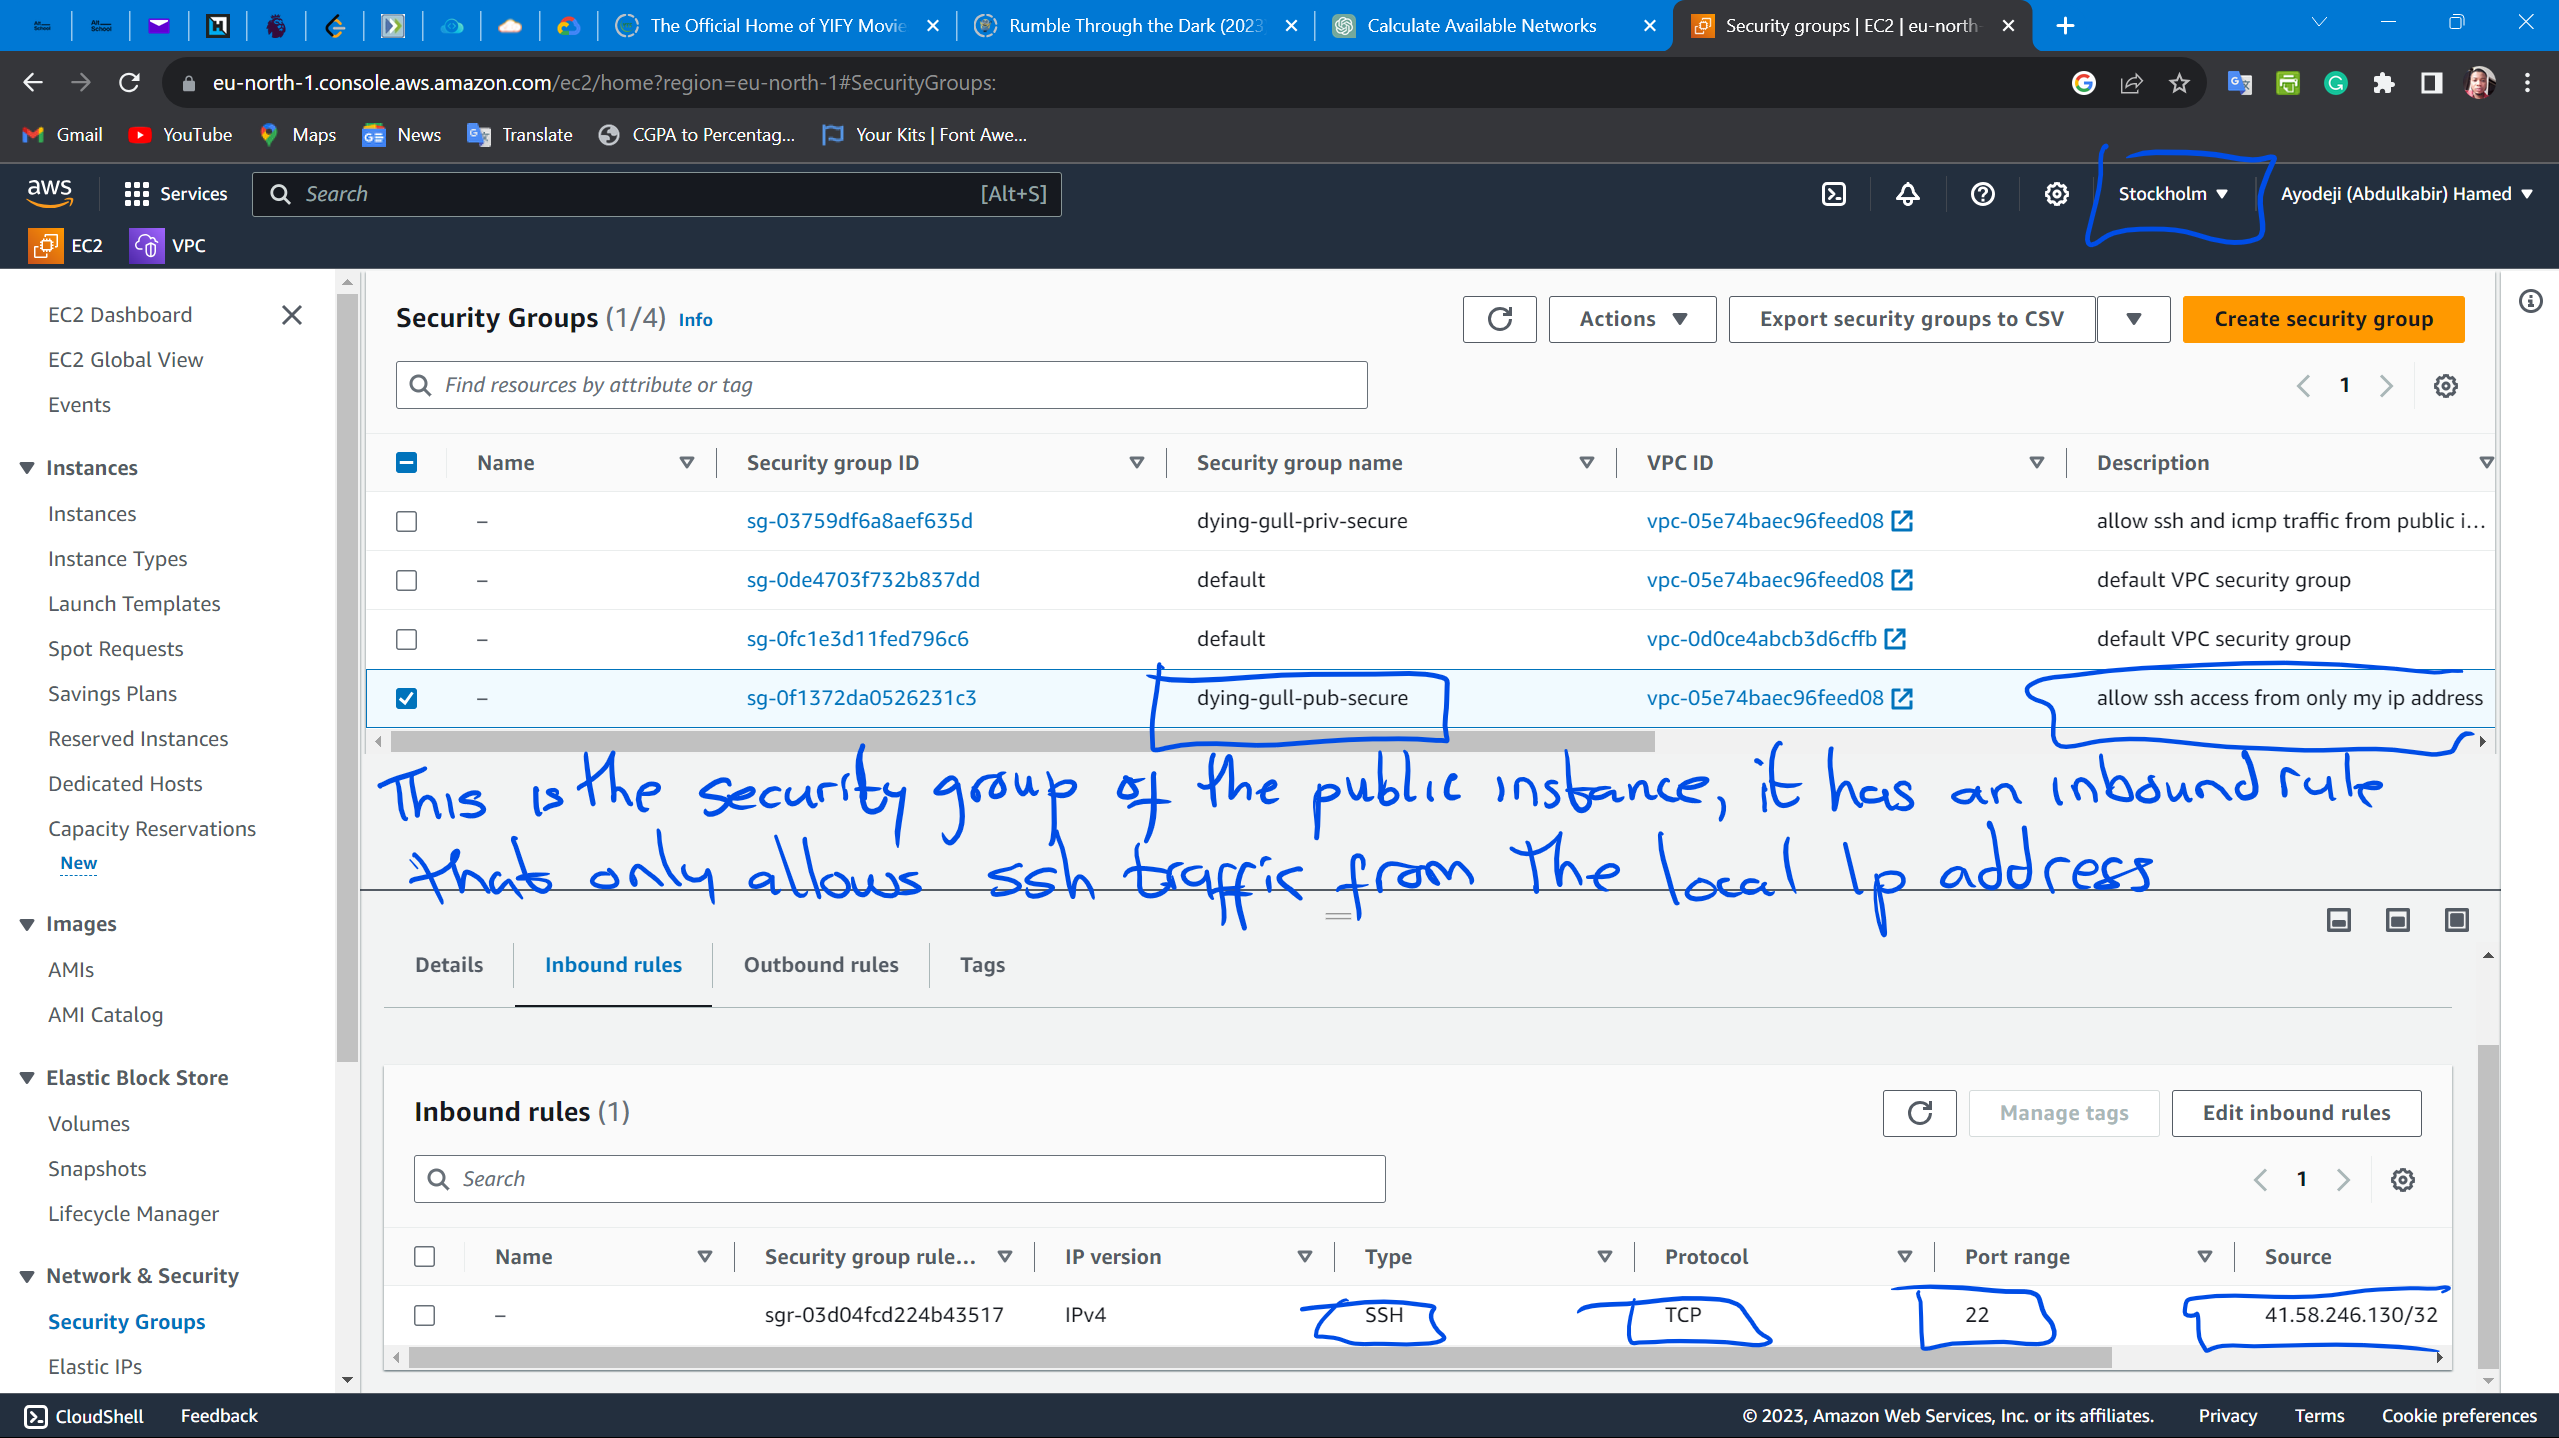 The Official Home of YIFY Movie
Rumble Through the Dark (2023
Calculate Available Networks
Security groups | EC2 | eu-north-
eu-north-1.console.aws.amazon.com/ec2/home?region=eu-north-1#SecurityGroups:
Gmail YouTube Maps News Translate CGPA to Percentag... Your Kits | Font Awe...
aws Services Search [Alt+S] Stockholm Ayodeji (Abdulkabir) Hamed
EC2 VPC
EC2 Dashboard
EC2 Global View
Events
Instances
Instances
Instance Types
Launch Templates
Spot Requests
Savings Plans
Reserved Instances
Dedicated Hosts
Capacity Reservations
New
Images
AMIs
AMI Catalog
Elastic Block Store
Volumes
Snapshots
Lifecycle Manager
Network & Security
Security Groups
Elastic IPs
Security Groups (1/4) Info
Actions Export security groups to CSV Create security group
Find resources by attribute or tag
1
Name Security group ID Security group name VPC ID Description
– sg-03759df6a8aef635d dying-gull-priv-secure vpc-05e74baec96feed08 allow ssh and icmp traffic from public i...
– sg-0de4703f732b837dd default vpc-05e74baec96feed08 default VPC security group
– sg-0fc1e3d11fed796c6 default vpc-0d0ce4abcb3d6cffb default VPC security group
– sg-0f1372da0526231c3 dying-gull-pub-secure vpc-05e74baec96feed08 allow ssh access from only my ip address
This is the security group of the public instance, it has an inbound rule
that only allows ssh traffic from the local Ip address
Details Inbound rules Outbound rules Tags
Inbound rules (1)
Manage tags Edit inbound rules
Search
1
Name Security group rule... IP version Type Protocol Port range Source
– sgr-03d04fcd224b43517 IPv4 SSH TCP 22 41.58.246.130/32
CloudShell Feedback © 2023, Amazon Web Services, Inc. or its affiliates. Privacy Terms Cookie preferences